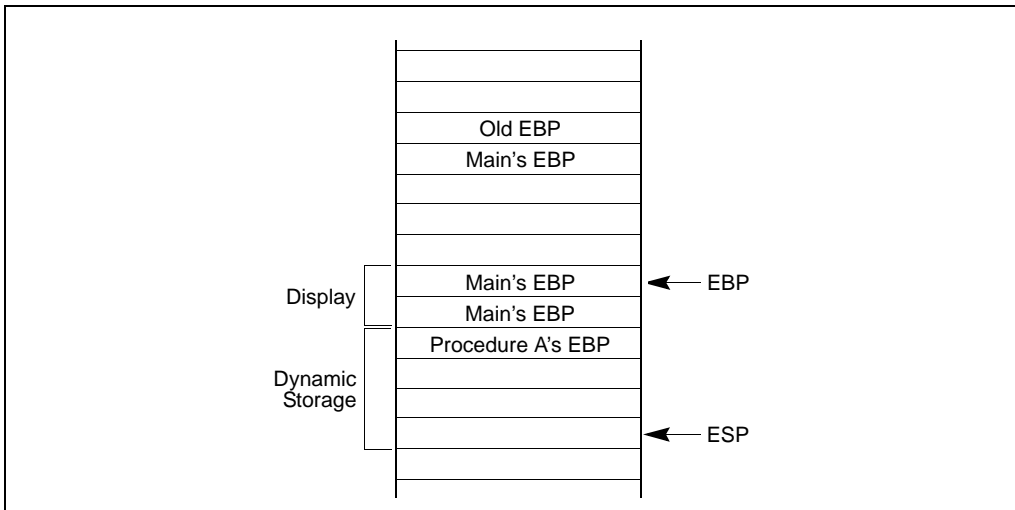 Old EBP
Main's EBP
Main's EBP
EBP
Display
Main's EBP
Procedure A's EBP
Dynamic
Storage
ESP